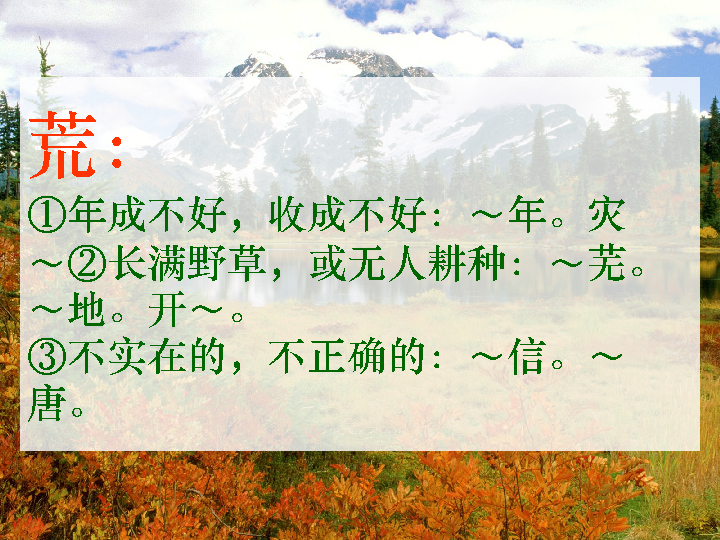 荒：
①年成不好，收成不好：～年。灾
～②长满野草，或无人耕种：～芜。
～地。开～。
③不实在的，不正确的：～信。～
唐。